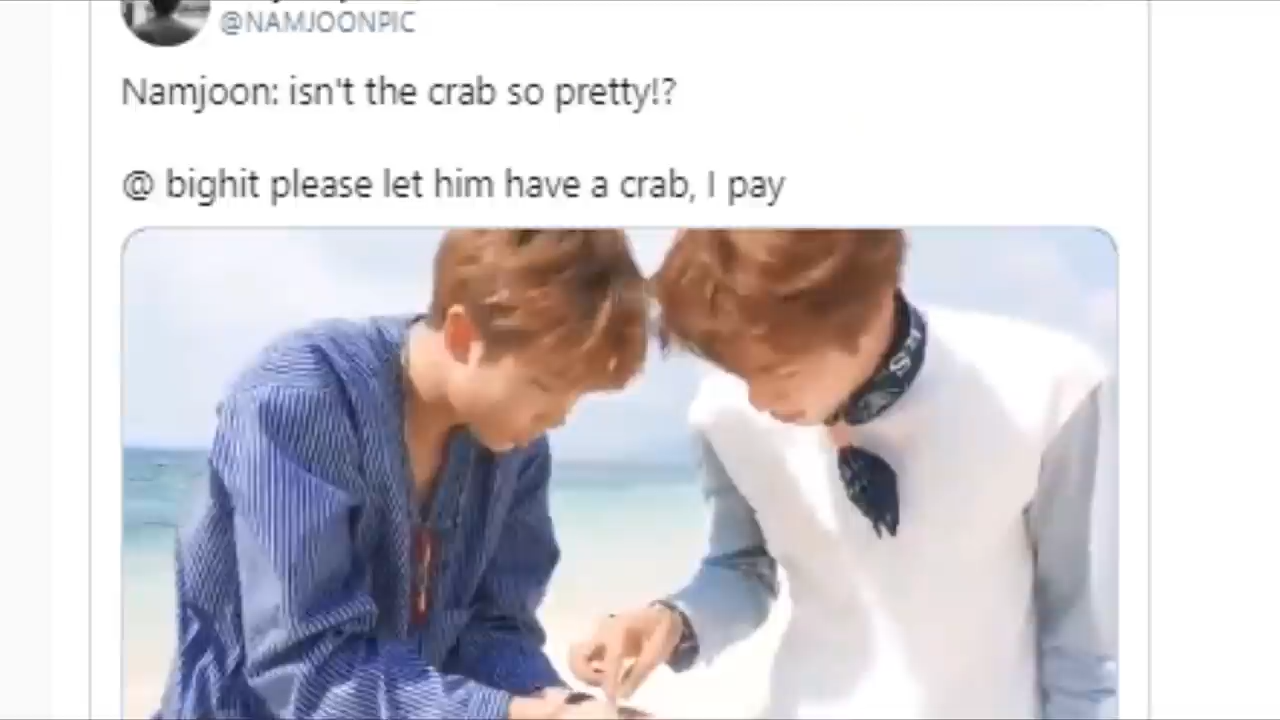 @NAMJOONPIC
Namjoon: isn't the crab so pretty!?
@ bighit please let him have a crab, I pay